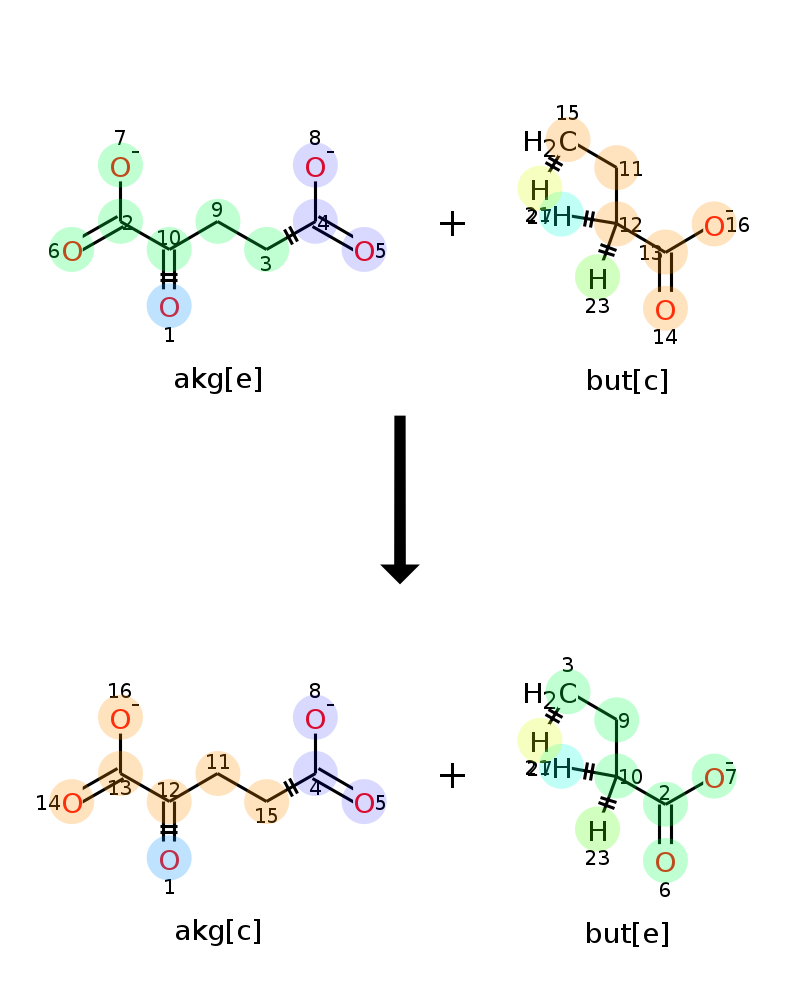 15
H2C
7 8
O- O-
H
11
9
27 H
2 10 4 12 O- 16
6 O 3 O 5 13
H
23
O O
1 14
akg[e] + but[c]
3
H2C
16 8
O- O-
H
9
11
27 H
13 12 4 10 O- 7
14 O 15 O 5 2
H
23
O O
1 6
akg[c] + but[e]